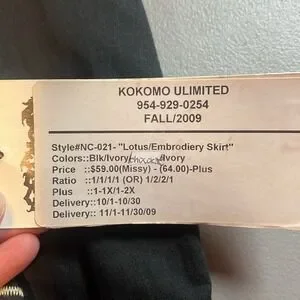 KOKOMO ULIMITED
954-929-0254
FALL/2009
Style#NC-021- "Lotus/Embrodiery Skirt"
Colors::Blk/Ivory/ /Ivory
Price ::$59.00(Missy) - (64.00)-Plus
Ratio ::1/1/1/1 (OR) 1/2/2/1
Plus ::1-1X/1-2X
Delivery::10/1-10/30
Delivery:: 11/1-11/30/09